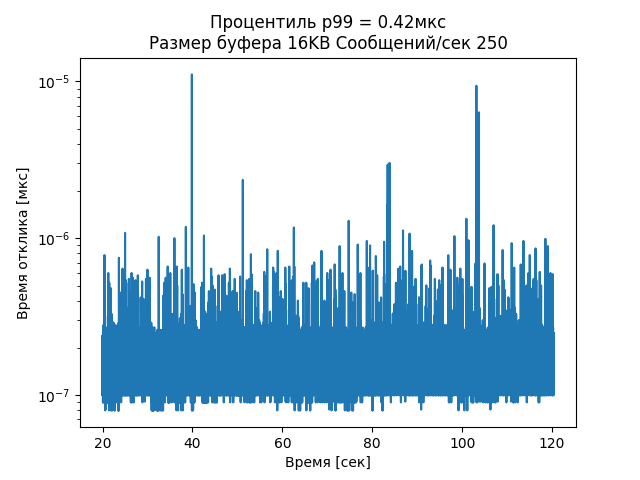 Процентиль p99 = 0.42мкс
Размер буфера 16KB Сообщений/сек 250
Время отклика [мкс]
10⁻⁵
10⁻⁶
10⁻⁷
20 40 60 80 100 120
Время [сек]